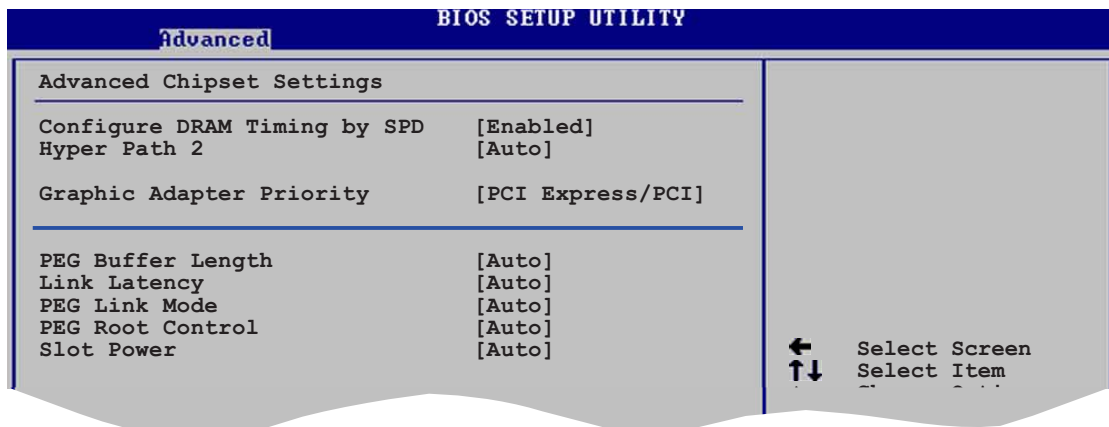 BIOS SETUP UTILITY
Advanced
Advanced Chipset Settings
Configure DRAM Timing by SPD [Enabled]
Hyper Path 2 [Auto]
Graphic Adapter Priority [PCI Express/PCI]
PEG Buffer Length [Auto]
Link Latency [Auto]
PEG Link Mode [Auto]
PEG Root Control [Auto]
Slot Power [Auto]
← Select Screen
↑↓ Select Item